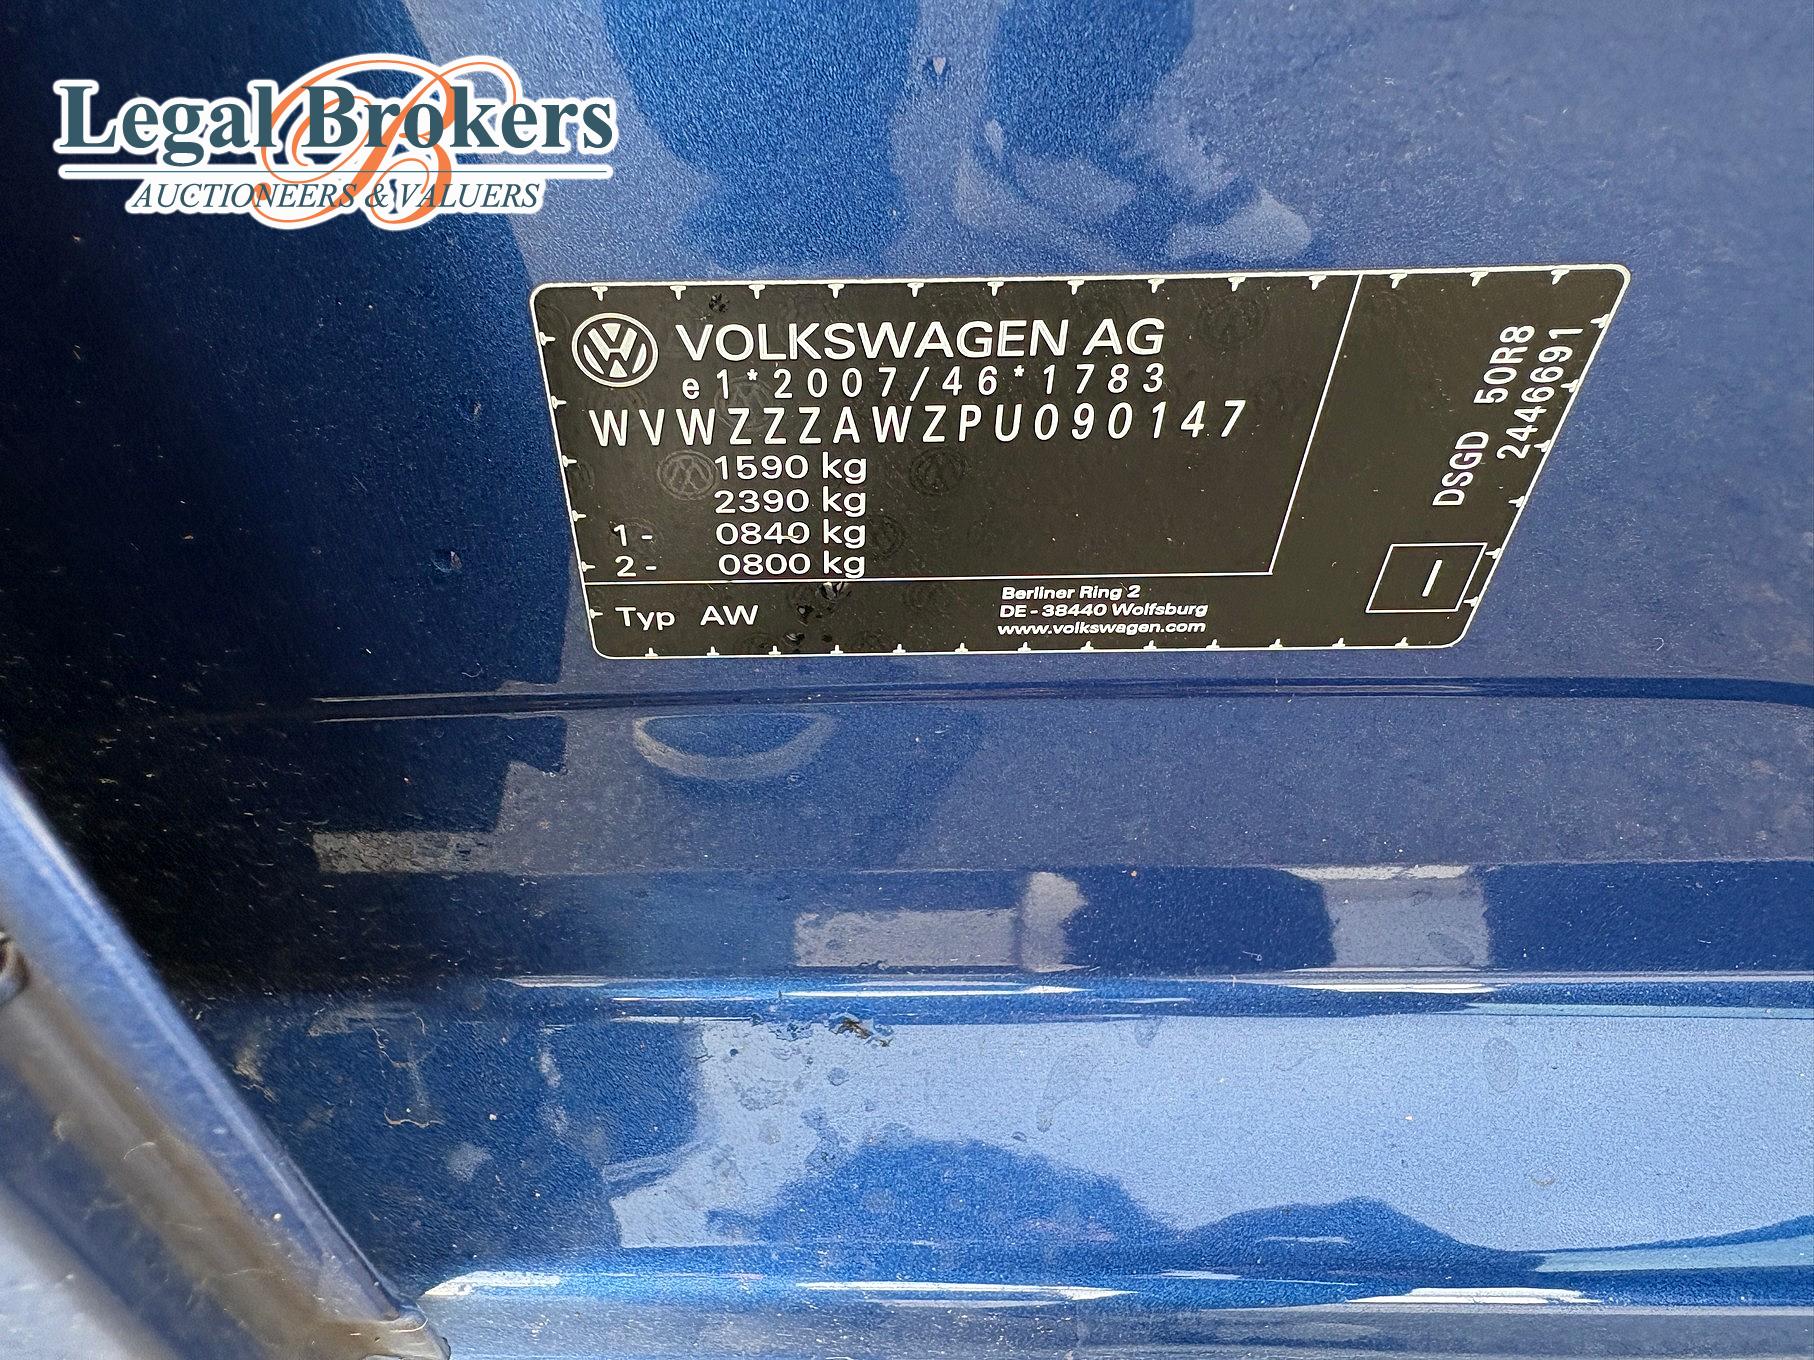 Legal Brokers
AUCTIONEERS & VALUERS
VOLKSWAGEN AG
e1*2007/46*1783
WVWZZZAWZPU090147
1590 kg
2390 kg
1- 0840 kg
2- 0800 kg
Typ AW
Berliner Ring 2
DE - 38440 Wolfsburg
www.volkswagen.com
DSGD 50R8
2446691
I